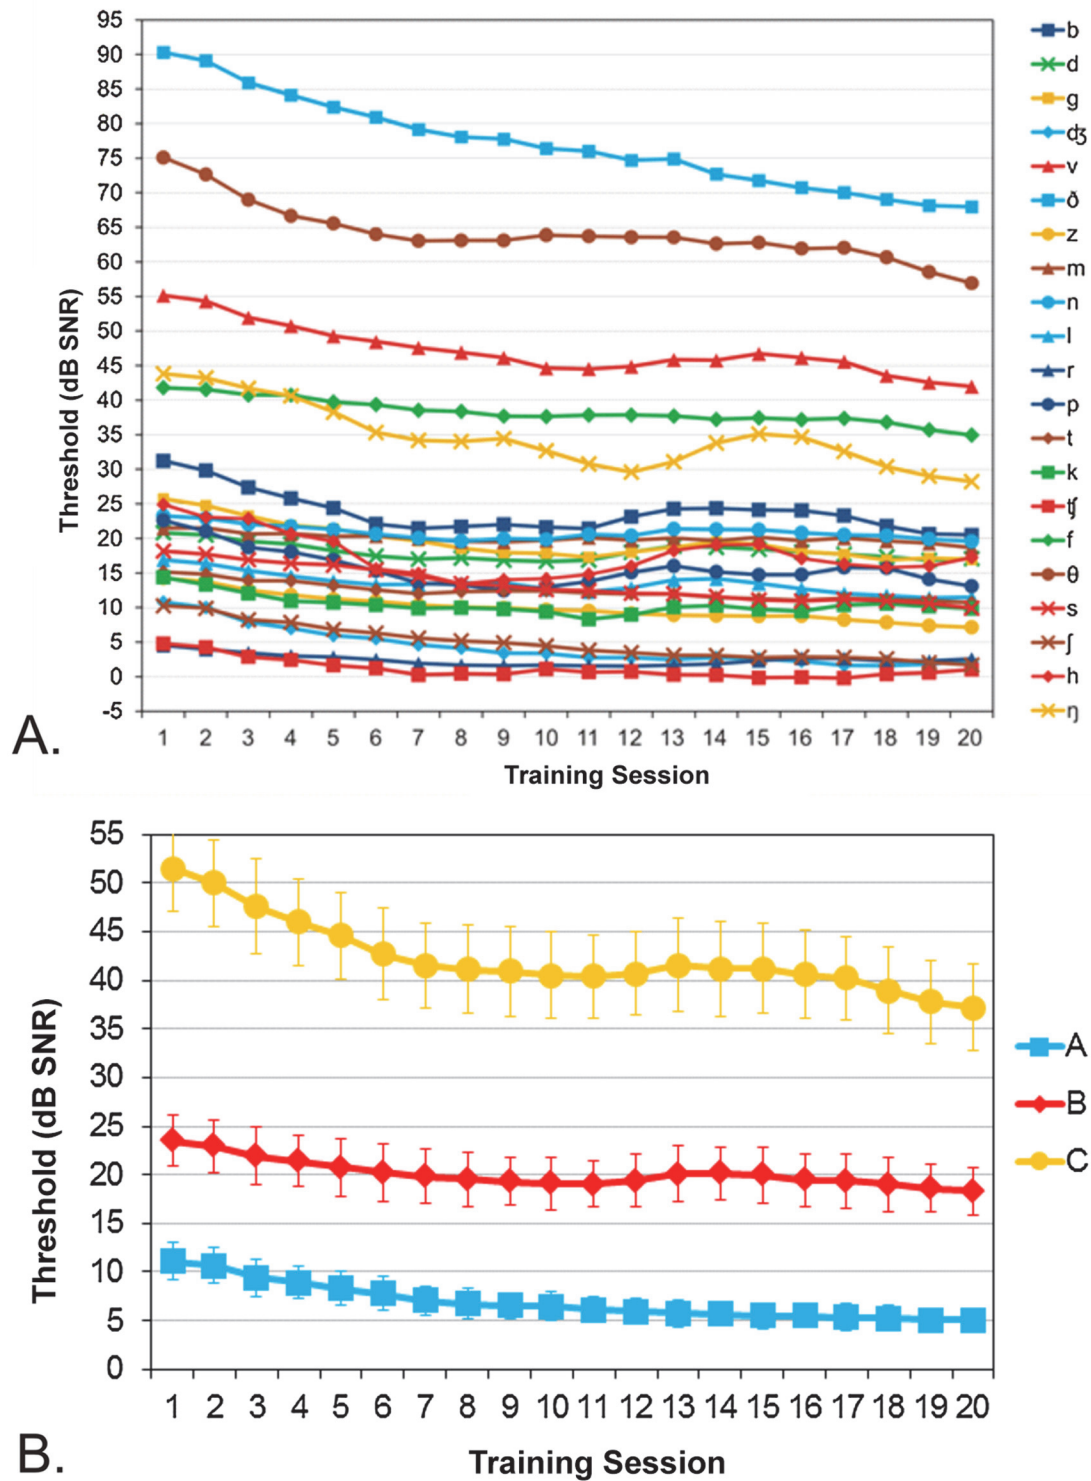 95
90
85
80
75
70
65
60
55
50
45
40
35
30
25
20
15
10
5
0
-5
Threshold (dB SNR)
1 2 3 4 5 6 7 8 9 10 11 12 13 14 15 16 17 18 19 20
Training Session
A.
b
d
g
ʤ
v
ð
z
m
n
l
r
p
t
k
ʧ
f
θ
s
ʃ
h
ŋ
55
50
45
40
35
30
25
20
15
10
5
0
Threshold (dB SNR)
1 2 3 4 5 6 7 8 9 10 11 12 13 14 15 16 17 18 19 20
Training Session
B.
A
B
C